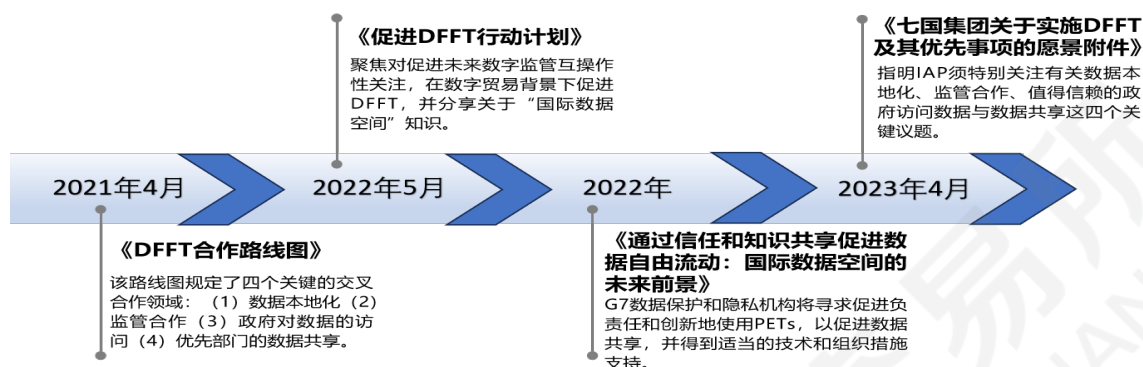 《促进DFFT行动计划》
聚焦对促进未来数字监管互操作
性关注，在数字贸易背景下促进
DFFT，并分享关于“国际数据
空间”知识。
《七国集团关于实施DFFT
及其优先事项的愿景附件》
指明IAP须特别关注有关数据本
地化、监管合作、值得信赖的政
府访问数据与数据共享这四个关
键议题。
2021年4月
2022年5月
2022年
2023年4月
《DFFT合作路线图》
该路线图规定了四个关键的交叉
合作领域：（1）数据本地化（2）
监管合作（3）政府对数据的访
问（4）优先部门的数据共享。
《通过信任和知识共享促进数
据自由流动：国际数据空间的
未来前景》
G7数据保护和隐私机构将寻求促进负
责任和创新地使用PETs，以促进数据
共享，并得到适当的技术和组织措施
支持。